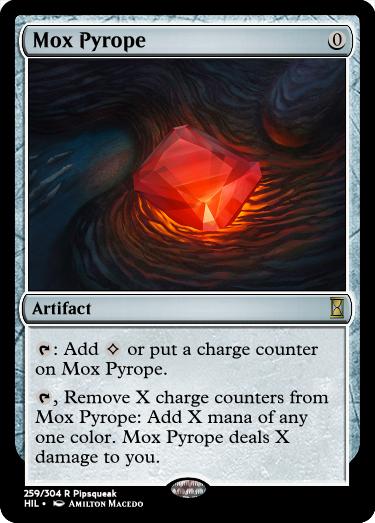 Mox Pyrope 0
Artifact
: Add or put a charge counter
on Mox Pyrope.
, Remove X charge counters from
Mox Pyrope: Add X mana of any
one color. Mox Pyrope deals X
damage to you.
259/304 R Pipsqueak
HIL • Amilton Macedo